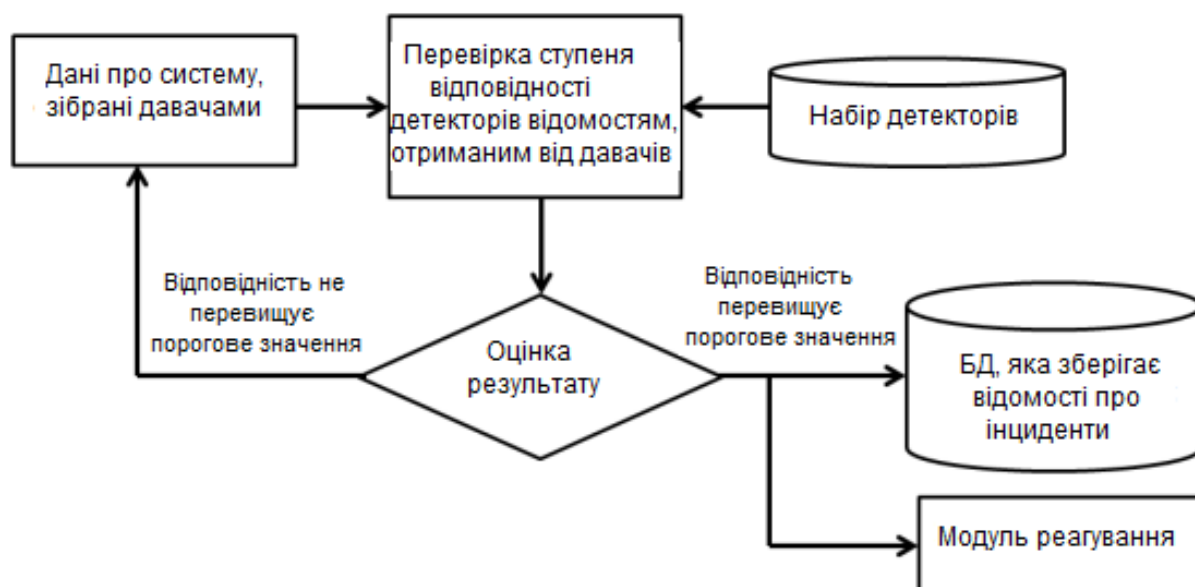 Дані про систему,
зібрані давачами
Перевірка ступеня
відповідності
детекторів відомостям,
отриманим від давачів
Набір детекторів
Відповідність не
перевищує
порогове значення
Оцінка
результату
Відповідність
перевищує
порогове значення
БД, яка зберігає
відомості про
інциденти
Модуль реагування